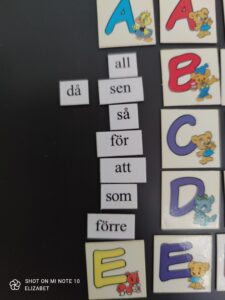 A A
all
B
då sen
så
C
för
att
D
som
förre
E E
SHOT ON MI NOTE 10
ELIZABET